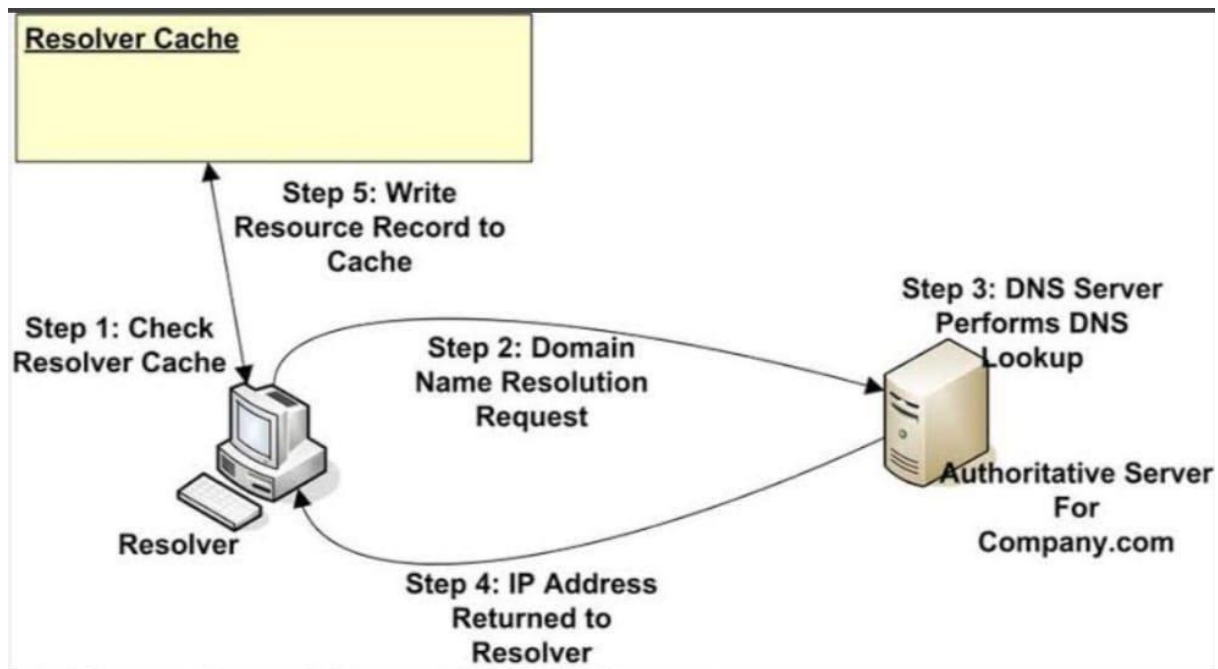 Resolver Cache
Step 5: Write
Resource Record to
Cache
Step 1: Check
Resolver Cache
Step 2: Domain
Name Resolution
Request
Step 3: DNS Server
Performs DNS
Lookup
Authoritative Server
For
Company.com
Resolver
Step 4: IP Address
Returned to
Resolver